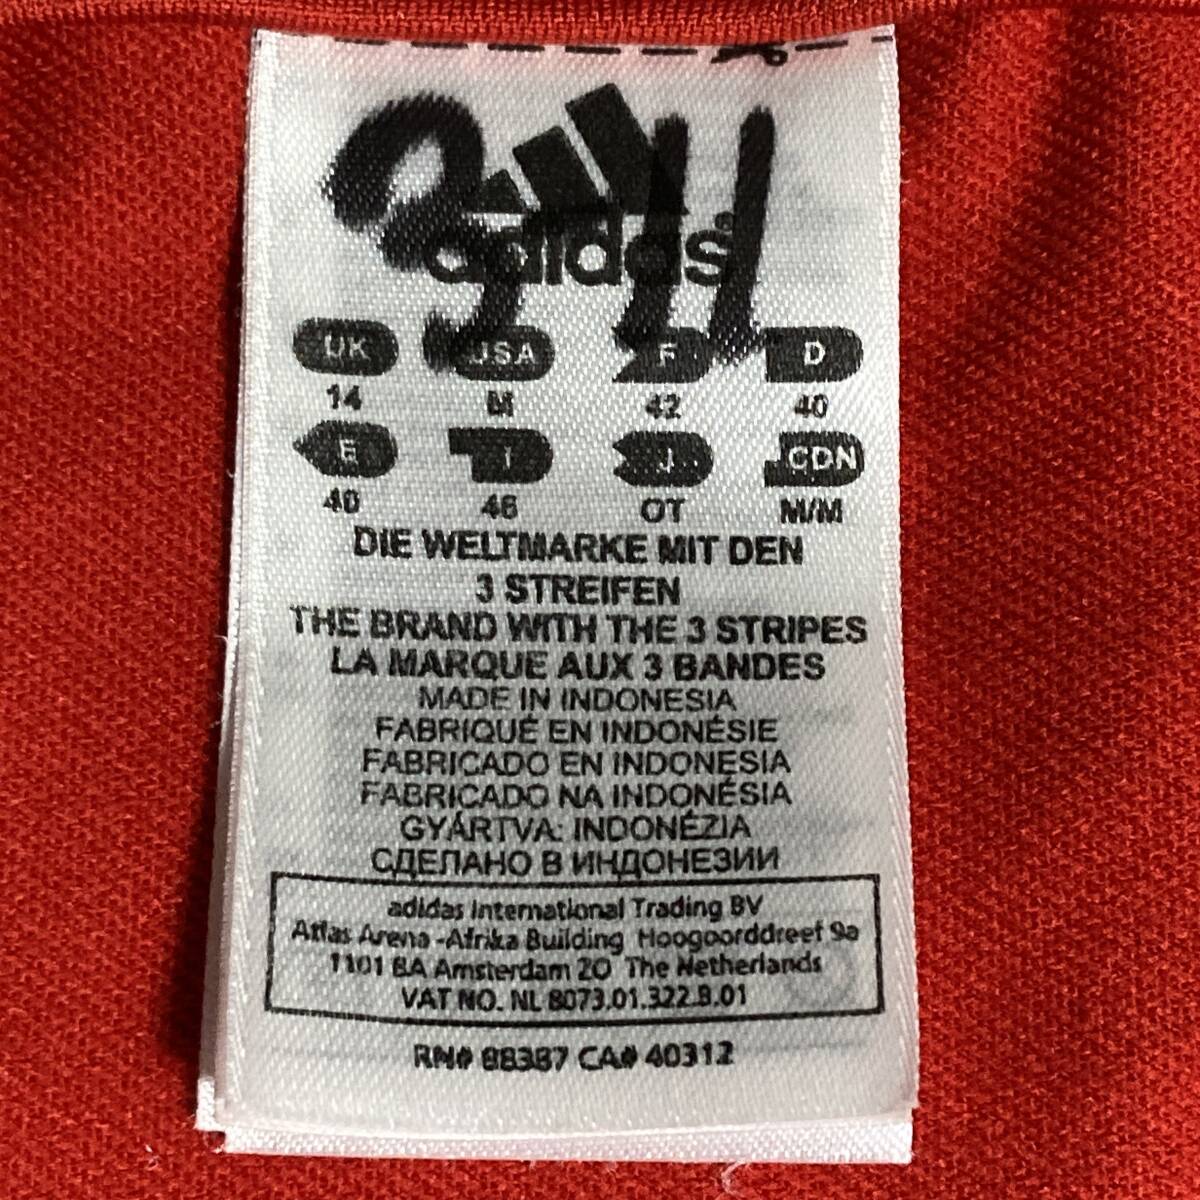 adidas
UK USA F D
14 M 42 40
E I J CDN
40 46 OT M/M
DIE WELTMARKE MIT DEN
3 STREIFEN
THE BRAND WITH THE 3 STRIPES
LA MARQUE AUX 3 BANDES
MADE IN INDONESIA
FABRIQUÉ EN INDONÉSIE
FABRICADO EN INDONESIA
FABRICADO NA INDONÉSIA
GYÁRTVA: INDONÉZIA
СДЕЛАНО В ИНДОНЕЗИИ
adidas International Trading BV
Atlas Arena -Afrika Building Hoogoorddreef 9a
1101 BA Amsterdam ZO The Netherlands
VAT NO. NL 8073.01.322.B.01
RN# 88387 CA# 40312